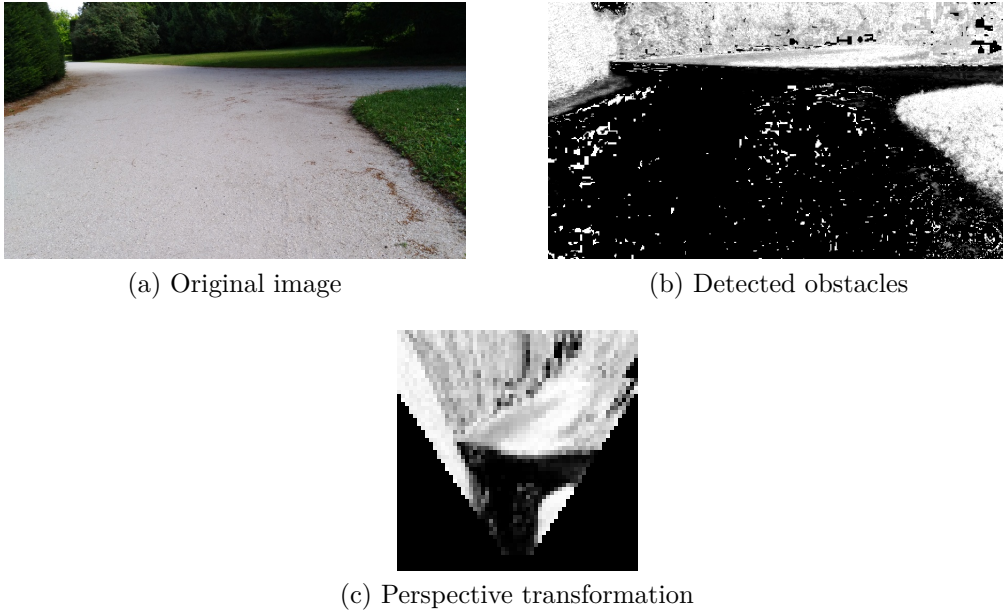 (a) Original image
(b) Detected obstacles
(c) Perspective transformation